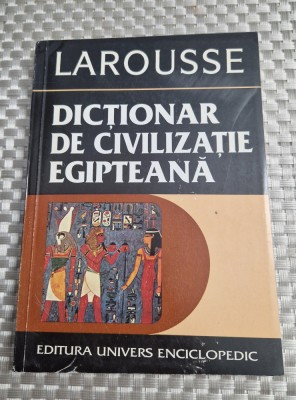 LAROUSSE
DICȚIONAR
DE CIVILIZAȚIE
EGIPTEANĂ
EDITURA UNIVERS ENCICLOPEDIC